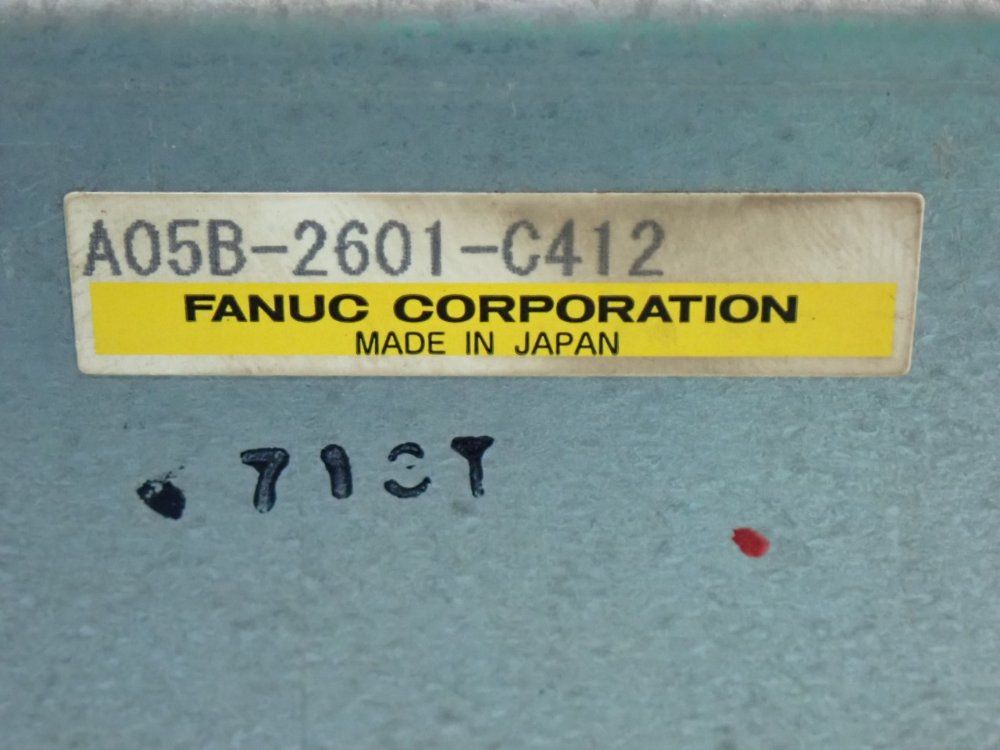 A05B-2601-C412
FANUC CORPORATION
MADE IN JAPAN